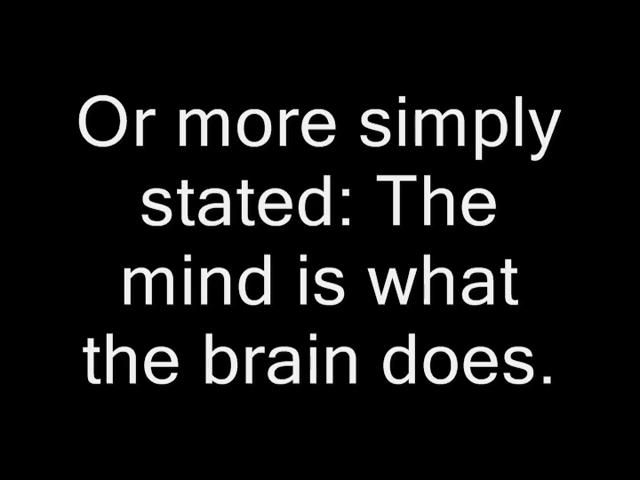 Or more simply
stated: The
mind is what
the brain does.